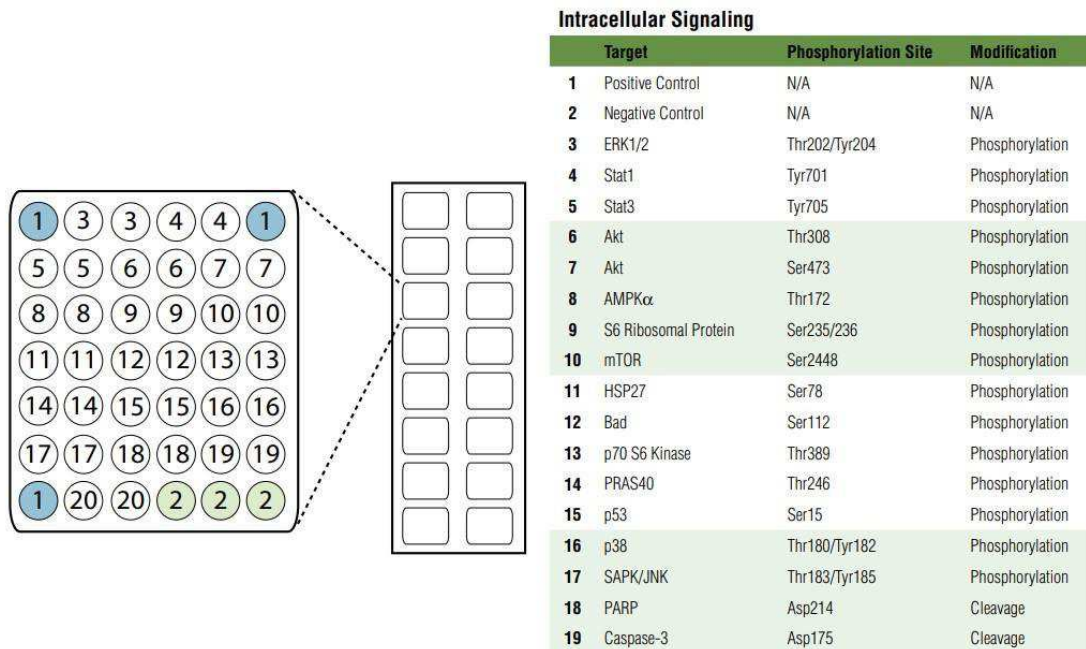 Intracellular Signaling
Target Phosphorylation Site Modification
1 Positive Control N/A N/A
2 Negative Control N/A N/A
3 ERK1/2 Thr202/Tyr204 Phosphorylation
4 Stat1 Tyr701 Phosphorylation
5 Stat3 Tyr705 Phosphorylation
6 Akt Thr308 Phosphorylation
7 Akt Ser473 Phosphorylation
8 AMPKα Thr172 Phosphorylation
9 S6 Ribosomal Protein Ser235/236 Phosphorylation
10 mTOR Ser2448 Phosphorylation
11 HSP27 Ser78 Phosphorylation
12 Bad Ser112 Phosphorylation
13 p70 S6 Kinase Thr389 Phosphorylation
14 PRAS40 Thr246 Phosphorylation
15 p53 Ser15 Phosphorylation
16 p38 Thr180/Tyr182 Phosphorylation
17 SAPK/JNK Thr183/Tyr185 Phosphorylation
18 PARP Asp214 Cleavage
19 Caspase-3 Asp175 Cleavage
1 3 3 4 4 1
5 5 6 6 7 7
8 8 9 9 10 10
11 11 12 12 13 13
14 14 15 15 16 16
17 17 18 18 19 19
1 20 20 2 2 2